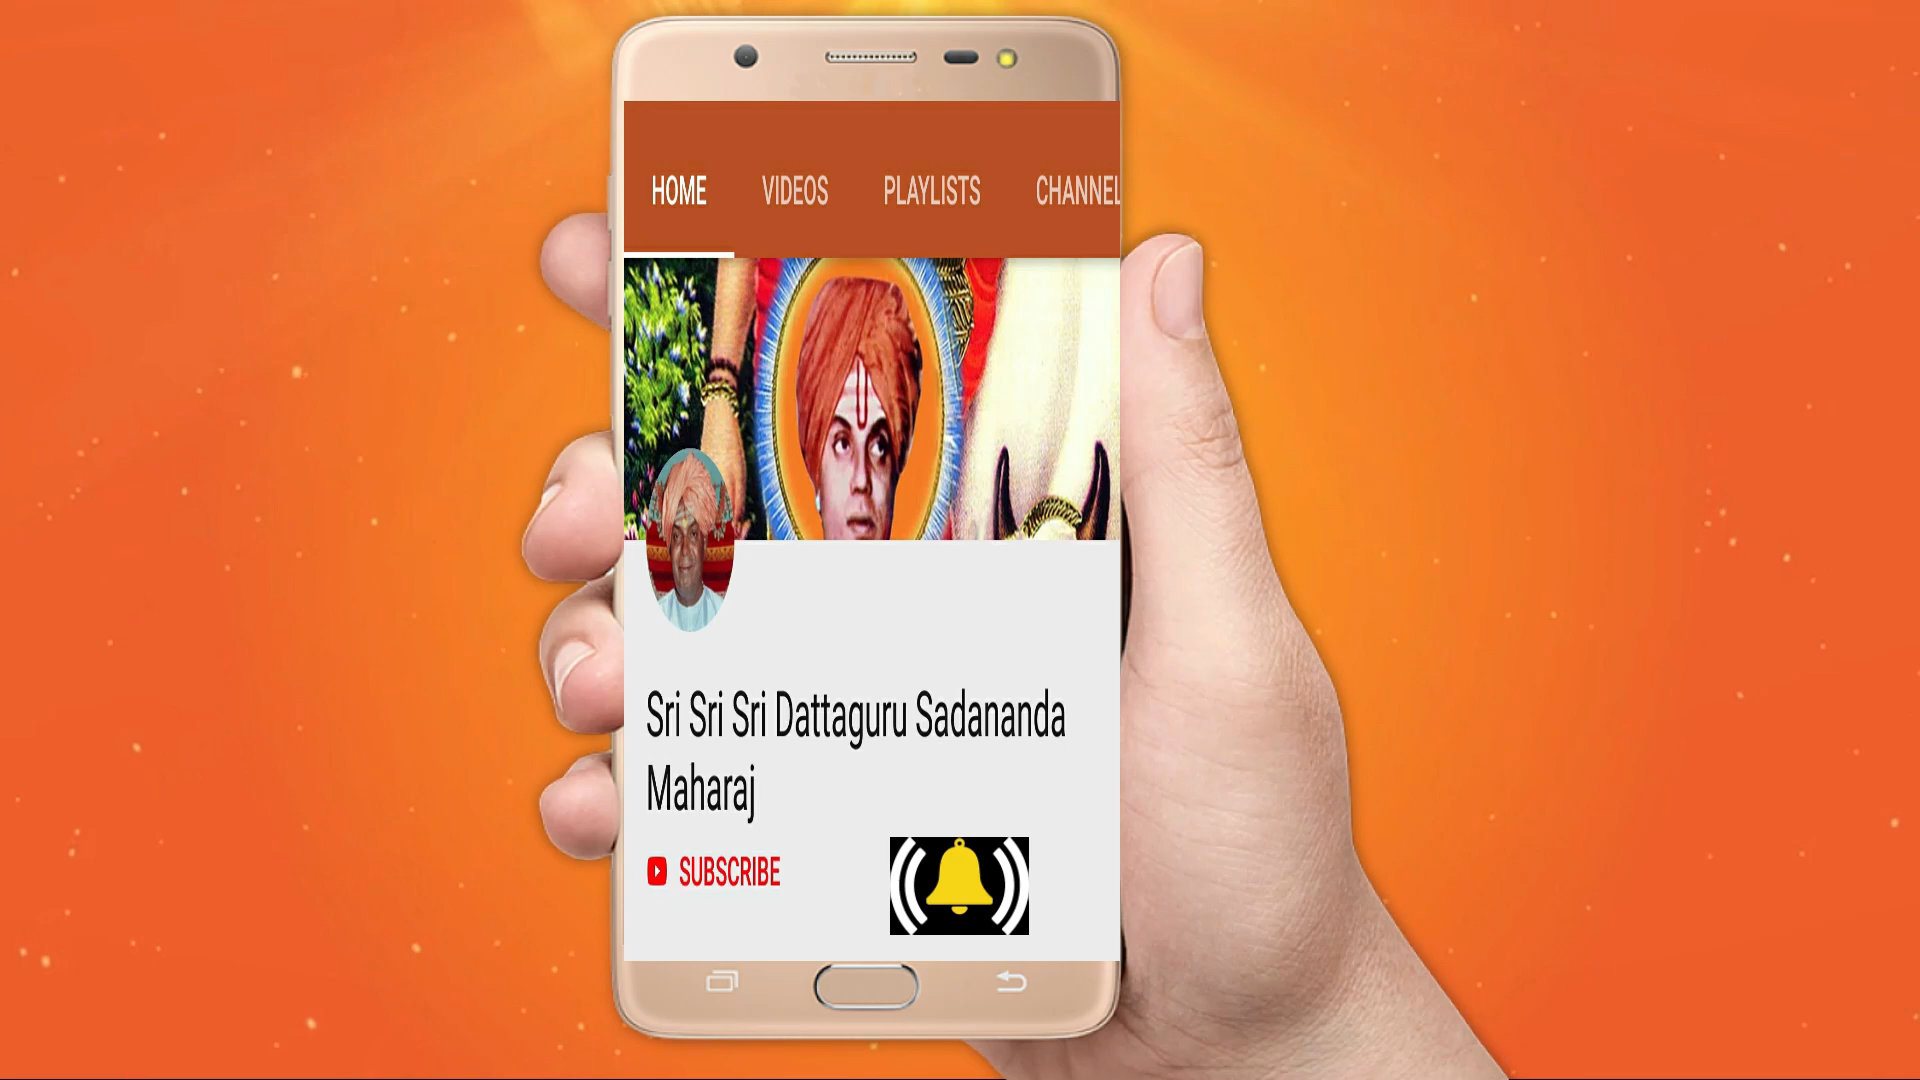 HOME VIDEOS PLAYLISTS CHANNEL
Sri Sri Sri Dattaguru Sadananda
Maharaj
SUBSCRIBE